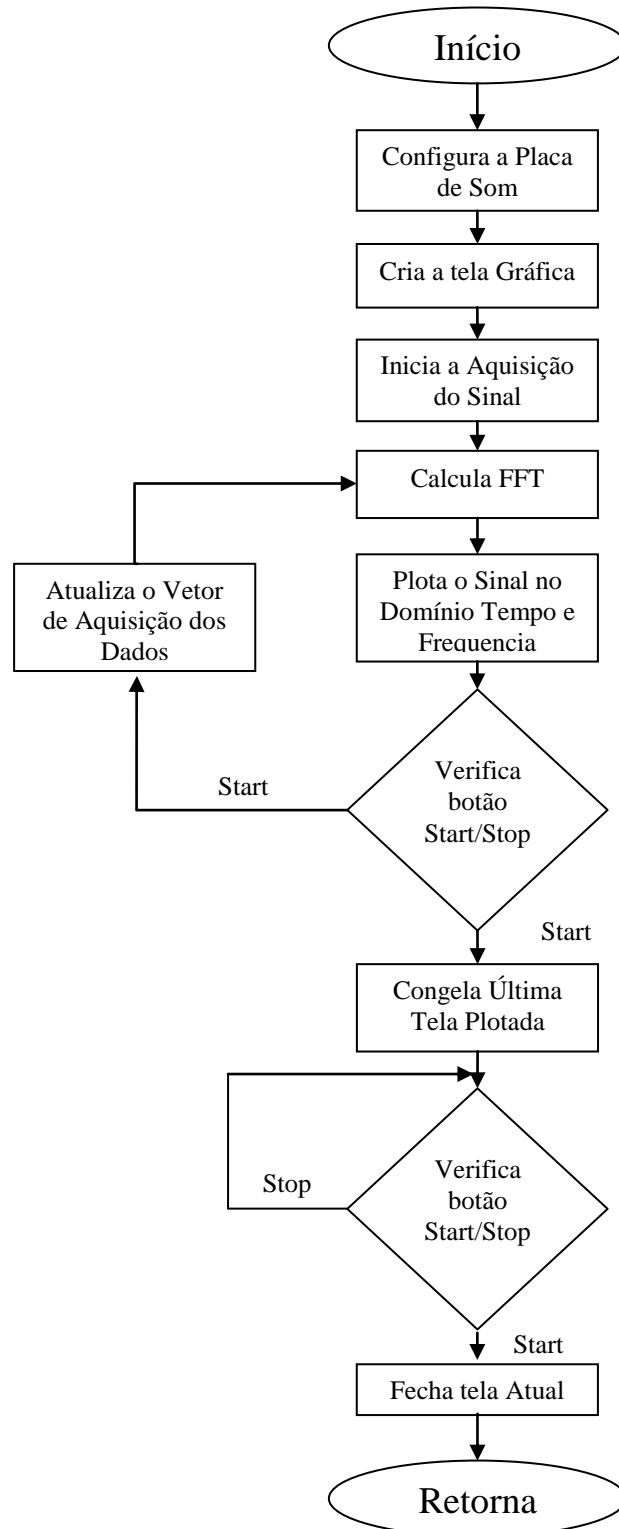 Início
Configura a Placa
de Som
Cria a tela Gráfica
Inicia a Aquisição
do Sinal
Calcula FFT
Atualiza o Vetor
de Aquisição dos
Dados
Plota o Sinal no
Domínio Tempo e
Frequencia
Start
Verifica
botão
Start/Stop
Start
Congela Última
Tela Plotada
Stop
Verifica
botão
Start/Stop
Start
Fecha tela Atual
Retorna